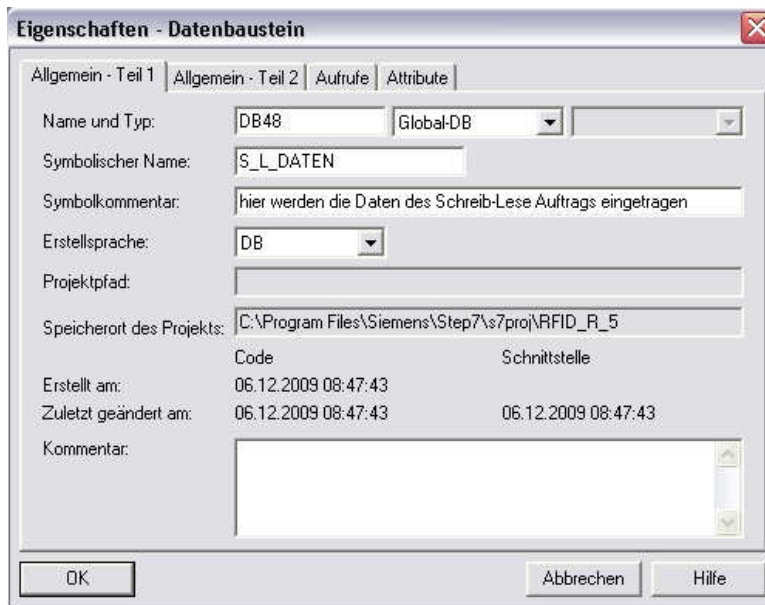 Eigenschaften - Datenbaustein
Allgemein - Teil 1 Allgemein - Teil 2 Aufrufe Attribute
Name und Typ: DB48 Global-DB
Symbolischer Name: S_L_DATEN
Symbolkommentar: hier werden die Daten des Schreib-Lese Auftrags eingetragen
Erstellsprache: DB
Projektpfad:
Speicherort des Projekts: C:\Program Files\Siemens\Step7\s7proj\RFID_R_5
Code Schnittstelle
Erstellt am: 06.12.2009 08:47:43
Zuletzt geändert am: 06.12.2009 08:47:43 06.12.2009 08:47:43
Kommentar:
OK Abbrechen Hilfe